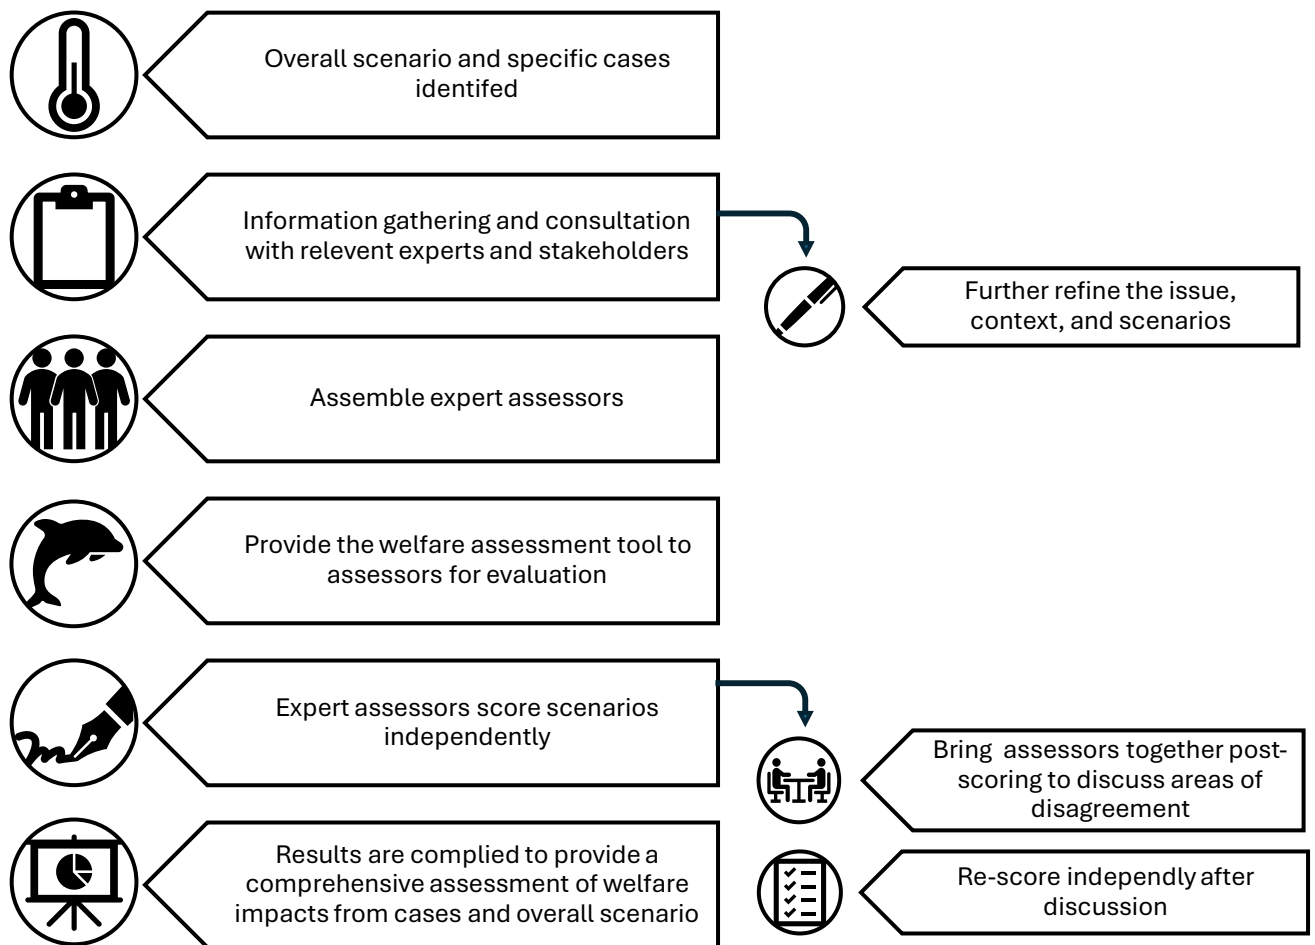 Overall scenario and specific cases
identifed
Information gathering and consultation
with relevent experts and stakeholders
Further refine the issue,
context, and scenarios
Assemble expert assessors
Provide the welfare assessment tool to
assessors for evaluation
Expert assessors score scenarios
independently
Bring assessors together post-
scoring to discuss areas of
disagreement
Results are complied to provide a
comprehensive assessment of welfare
impacts from cases and overall scenario
Re-score independly after
discussion